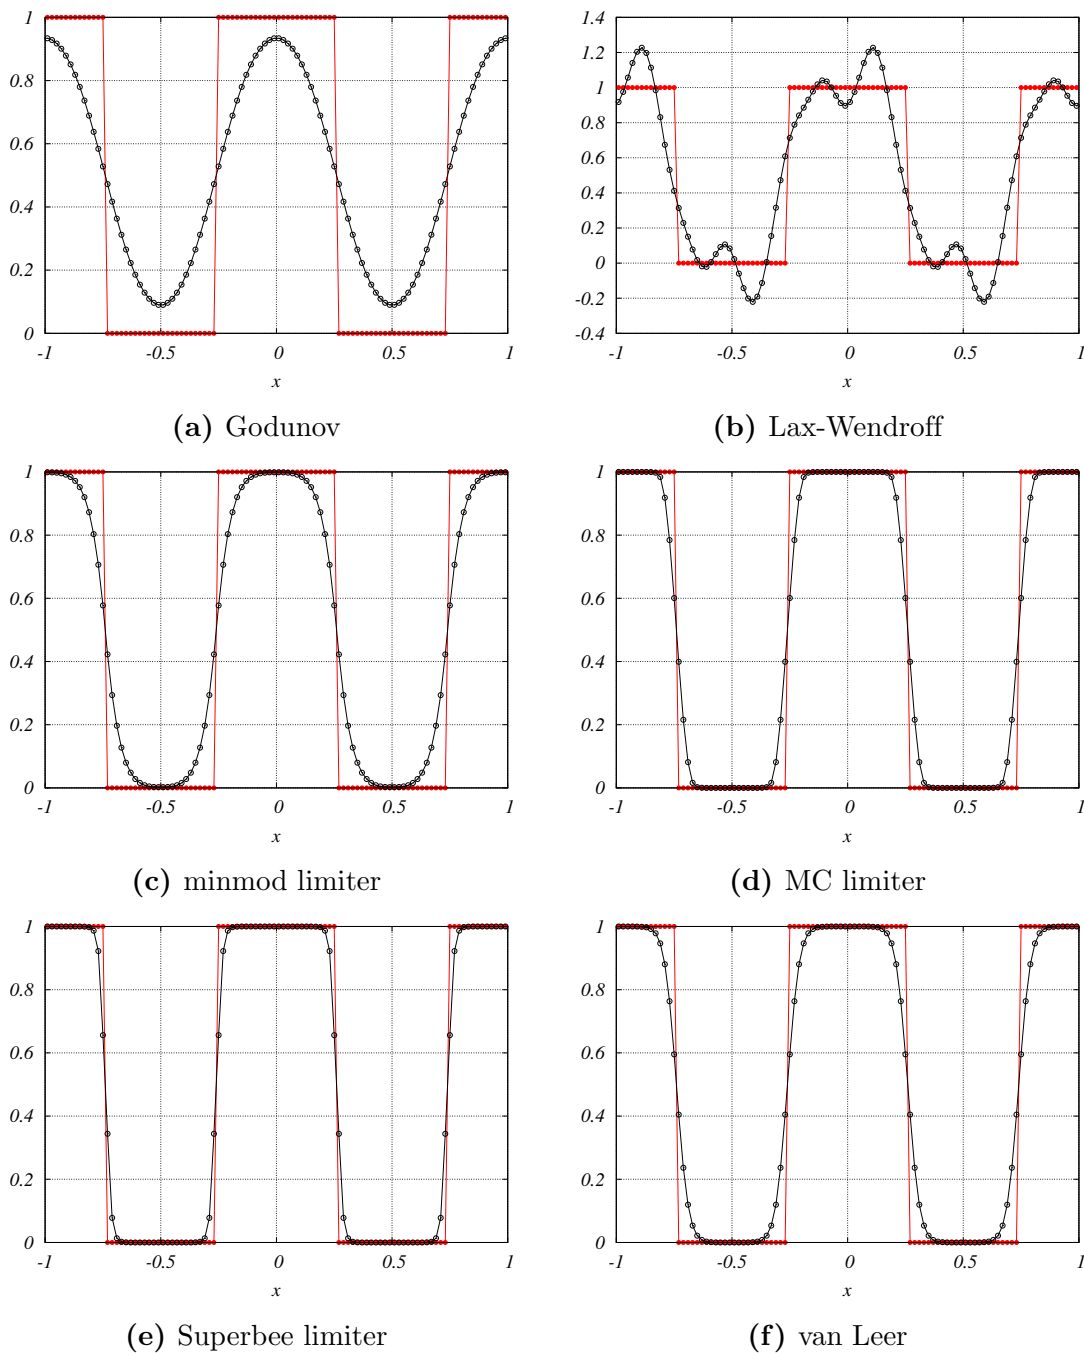 1
0.8
0.6
0.4
0.2
0
-1 -0.5 0 0.5 1
x
(a) Godunov
1.4
1.2
1
0.8
0.6
0.4
0.2
0
-0.2
-0.4
-1 -0.5 0 0.5 1
x
(b) Lax-Wendroff
1
0.8
0.6
0.4
0.2
0
-1 -0.5 0 0.5 1
x
(c) minmod limiter
1
0.8
0.6
0.4
0.2
0
-1 -0.5 0 0.5 1
x
(d) MC limiter
1
0.8
0.6
0.4
0.2
0
-1 -0.5 0 0.5 1
x
(e) Superbee limiter
1
0.8
0.6
0.4
0.2
0
-1 -0.5 0 0.5 1
x
(f) van Leer